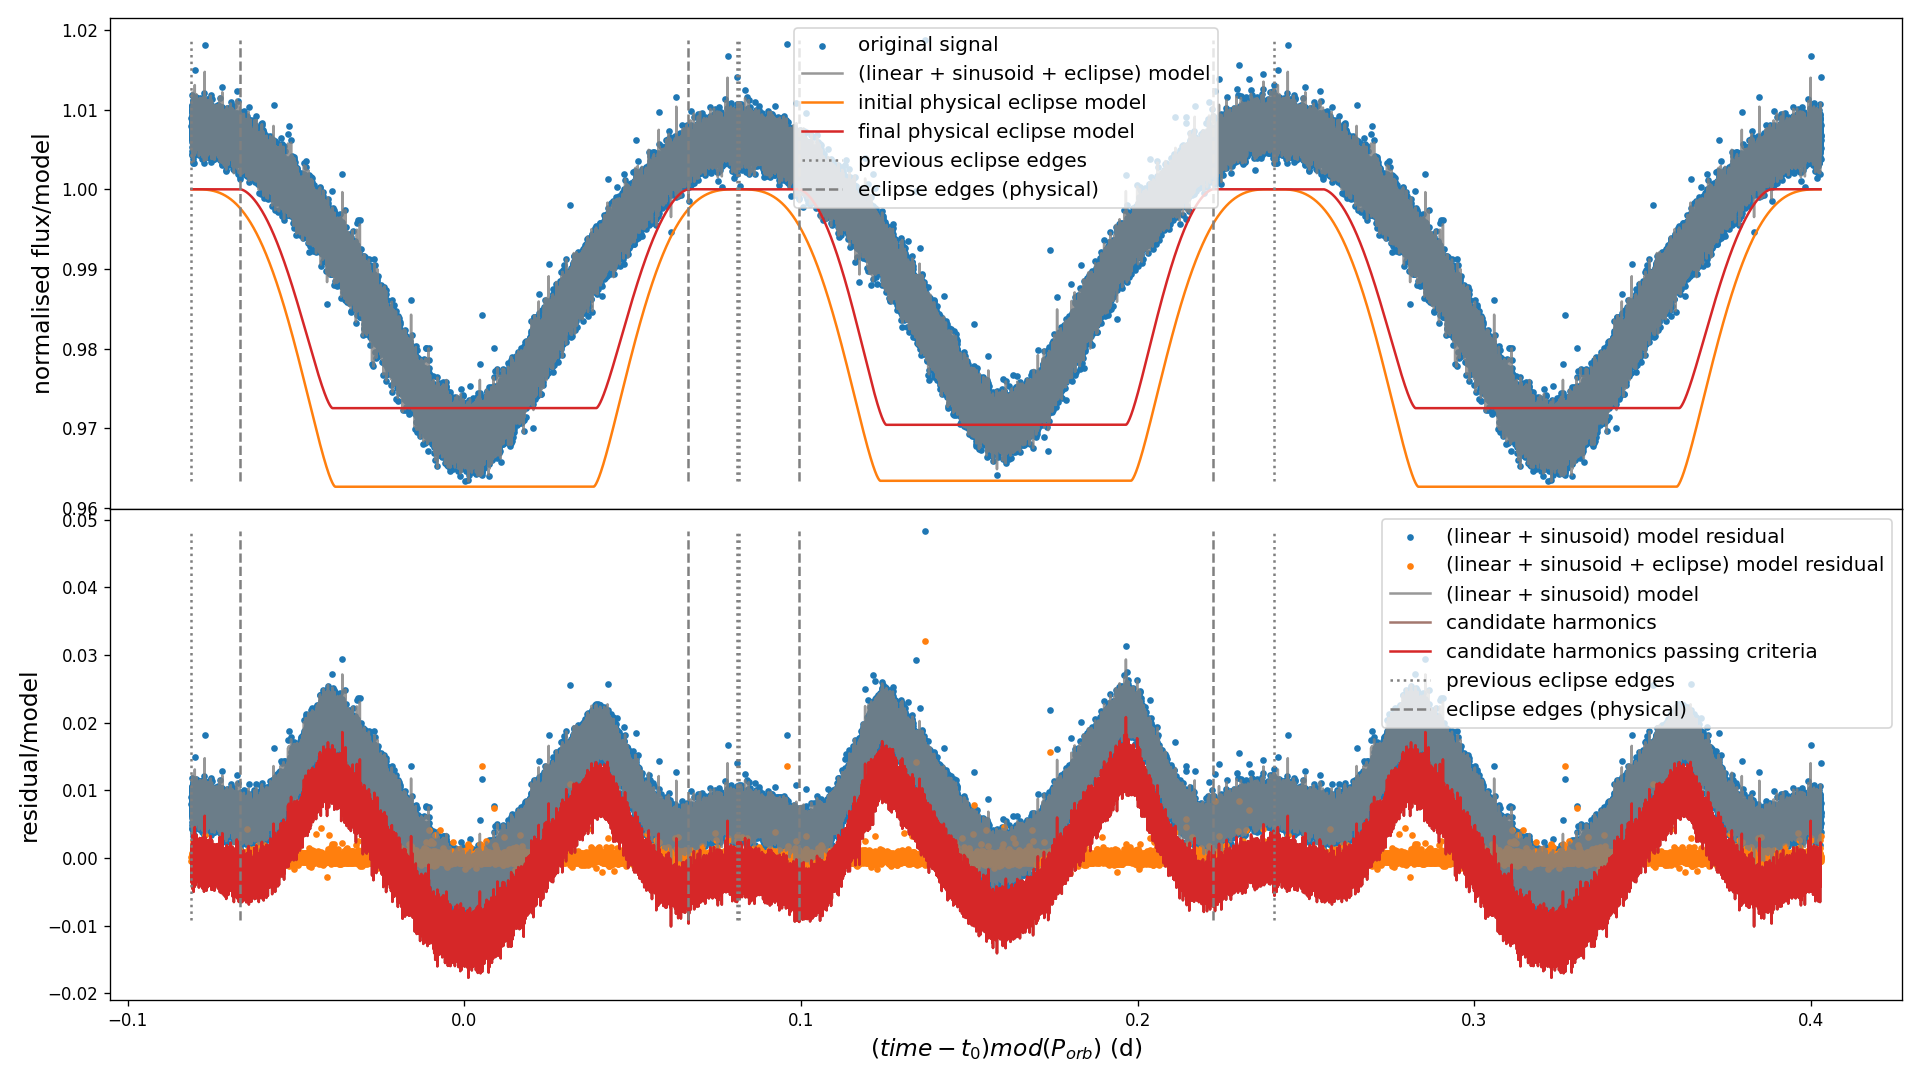 1.02
1.01
1.00
0.99
0.98
0.97
0.96
normalised flux/model
original signal
(linear + sinusoid + eclipse) model
initial physical eclipse model
final physical eclipse model
previous eclipse edges
eclipse edges (physical)
0.05
0.04
0.03
0.02
0.01
0.00
−0.01
−0.02
residual/model
(linear + sinusoid) model residual
(linear + sinusoid + eclipse) model residual
(linear + sinusoid) model
candidate harmonics
candidate harmonics passing criteria
previous eclipse edges
eclipse edges (physical)
−0.1 0.0 0.1 0.2 0.3 0.4
(time − t₀)mod(P_orb) (d)